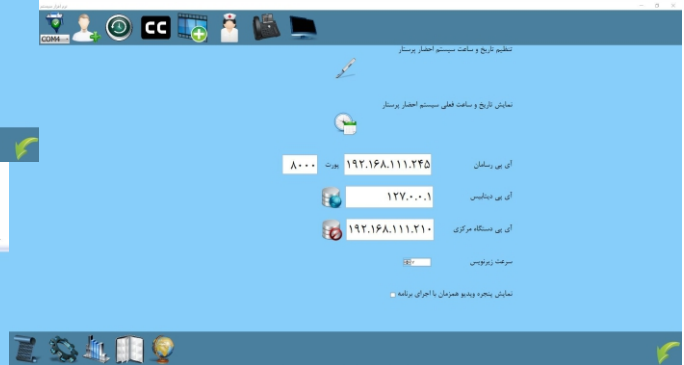 COM4
CC
تنظیم تاریخ و ساعت سیستم احضار پرستار
نمایش تاریخ و ساعت فعلی سیستم احضار پرستار
آی پی رسامان ۱۹۲.۱۶۸.۱۱۱.۲۴۵ پورت ۸۰۰۰
آی پی دیتابیس ۱۲۷.۰.۰.۱
آی پی دستگاه مرکزی ۱۹۲.۱۶۸.۱۱۱.۲۱۰
سرعت زیرنویس
نمایش پنجره ویدیو همزمان با اجرای برنامه